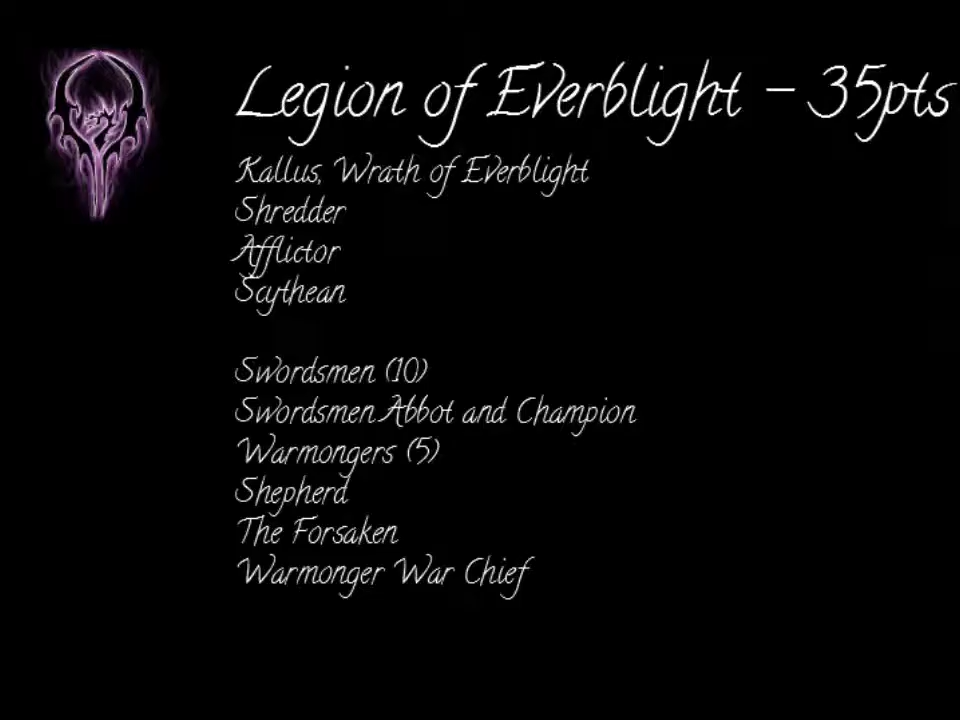 Legion of Everblight - 35pts
Kallus, Wrath of Everblight
Shredder
Afflictor
Scythean
Swordsmen (10)
Swordsmen Abbot and Champion
Warmongers (5)
Shepherd
The Forsaken
Warmonger War Chief